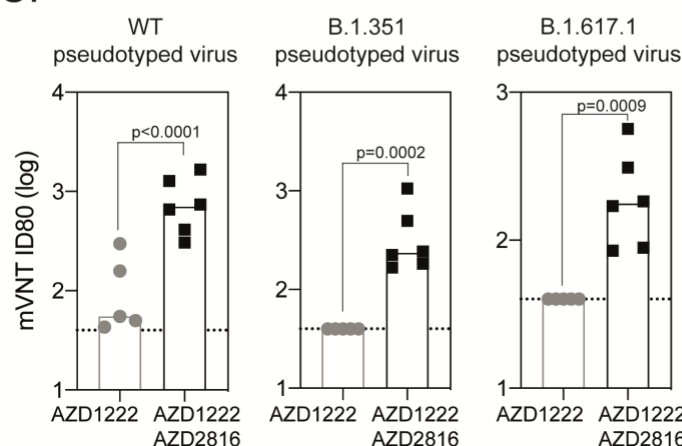 WT
pseudotyped virus
B.1.351
pseudotyped virus
B.1.617.1
pseudotyped virus
mVNT ID80 (log)
4
3
2
1
p<0.0001
AZD1222
AZD1222
AZD2816
4
3
2
1
p=0.0002
AZD1222
AZD1222
AZD2816
3
2
1
p=0.0009
AZD1222
AZD1222
AZD2816